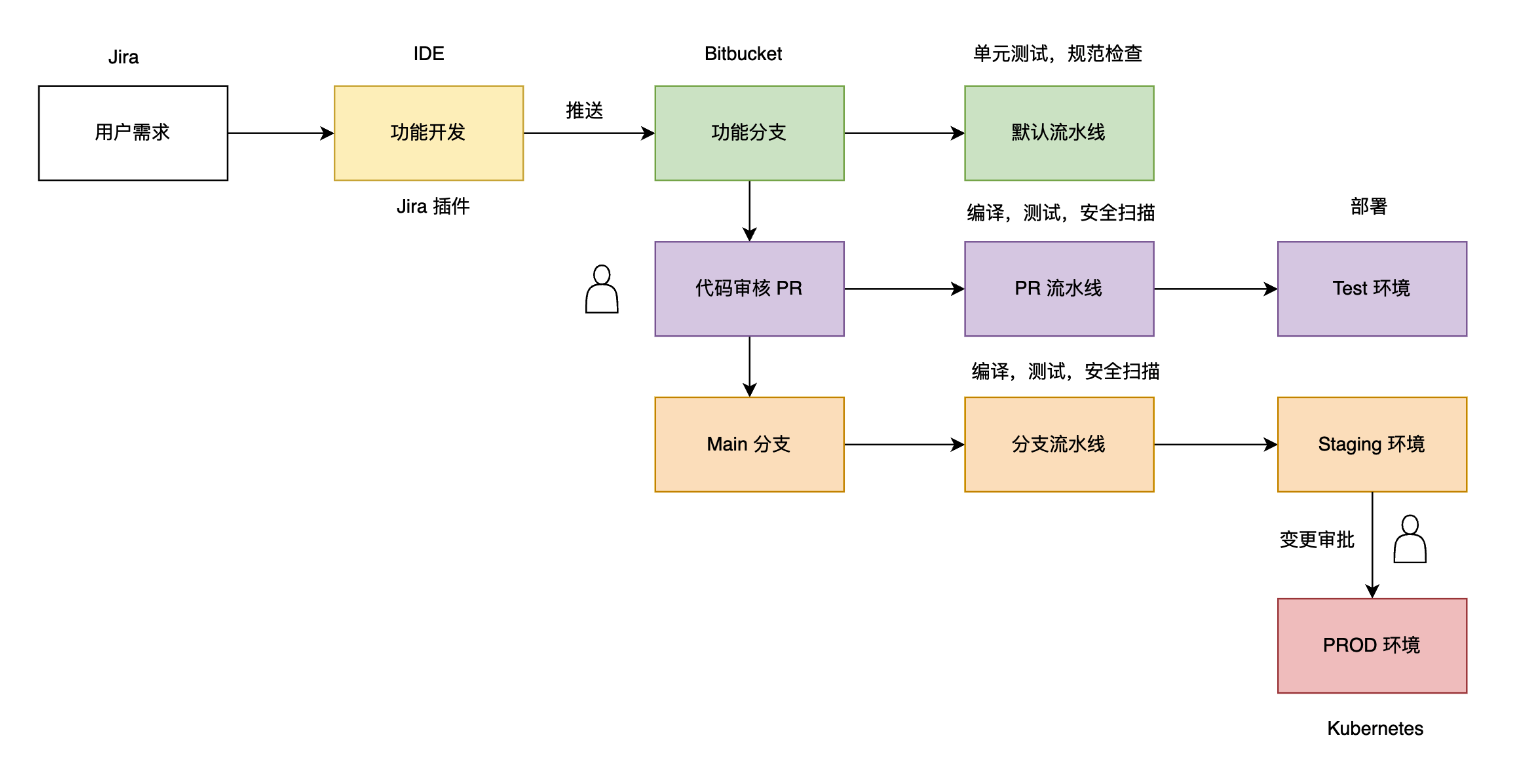 Jira
IDE
Bitbucket
单元测试，规范检查
用户需求
功能开发
推送
功能分支
默认流水线
Jira 插件
编译，测试，安全扫描
部署
代码审核 PR
PR 流水线
Test 环境
编译，测试，安全扫描
Main 分支
分支流水线
Staging 环境
变更审批
PROD 环境
Kubernetes